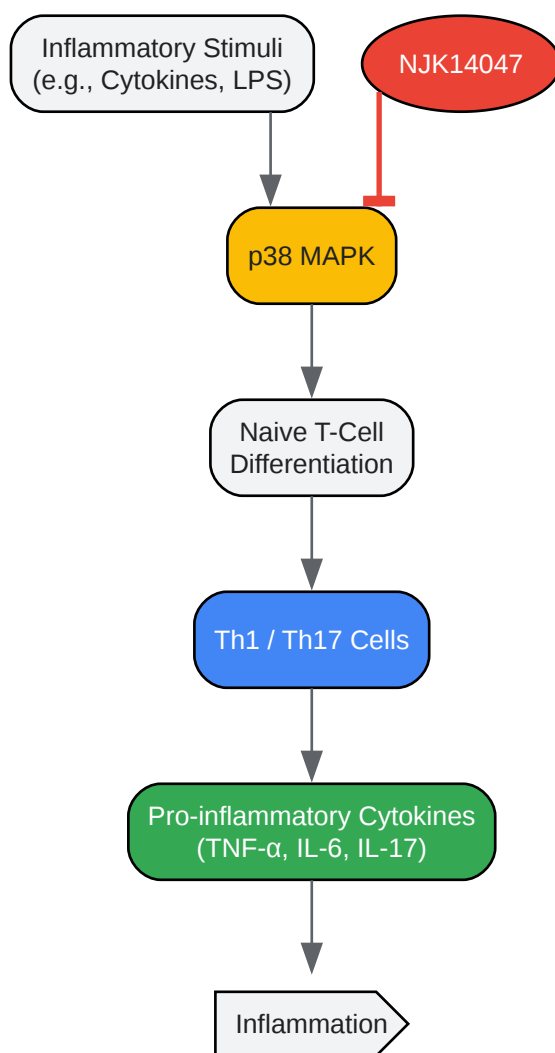 Inflammatory Stimuli
(e.g., Cytokines, LPS)
NJK14047
p38 MAPK
Naive T-Cell
Differentiation
Th1 / Th17 Cells
Pro-inflammatory Cytokines
(TNF-α, IL-6, IL-17)
Inflammation